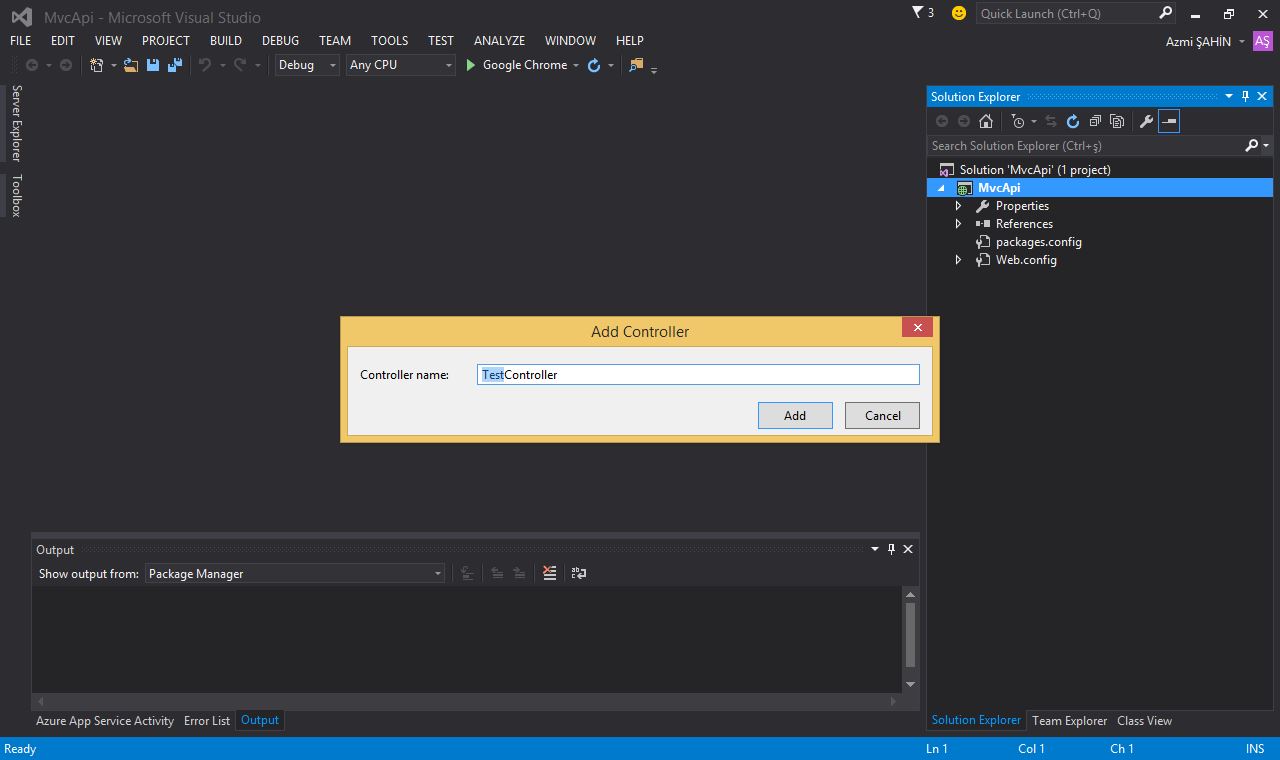 MvcApi - Microsoft Visual Studio
3
Quick Launch (Ctrl+Q)
FILE EDIT VIEW PROJECT BUILD DEBUG TEAM TOOLS TEST ANALYZE WINDOW HELP
Azmi ŞAHİN AŞ
Debug Any CPU Google Chrome
Server Explorer
Toolbox
Solution Explorer
Search Solution Explorer (Ctrl+ş)
Solution 'MvcApi' (1 project)
MvcApi
Properties
References
packages.config
Web.config
Add Controller
Controller name: TestController
Add Cancel
Output
Show output from: Package Manager
Azure App Service Activity Error List Output
Solution Explorer Team Explorer Class View
Ready Ln 1 Col 1 Ch 1 INS